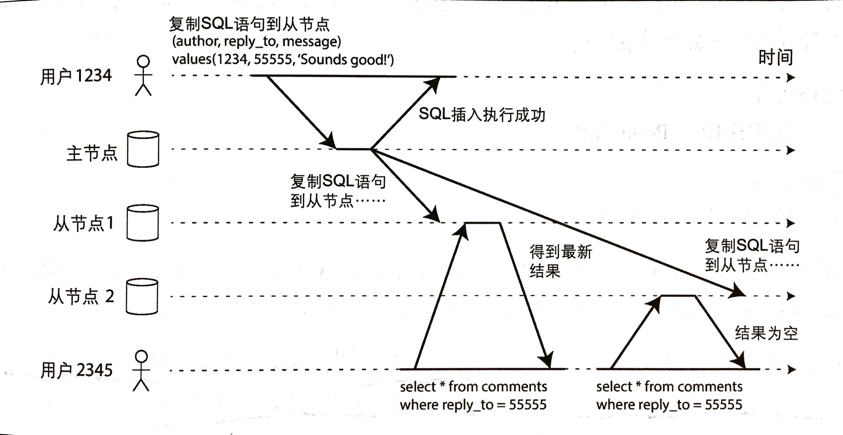 复制SQL语句到从节点
(author, reply_to, message)
values(1234, 55555, ‘Sounds good!’)
时间
用户1234
SQL插入执行成功
主节点
复制SQL语句
到从节点……
从节点1
得到最新
结果
复制SQL语句
到从节点……
从节点 2
结果为空
用户 2345
select * from comments
where reply_to = 55555
select * from comments
where reply_to = 55555